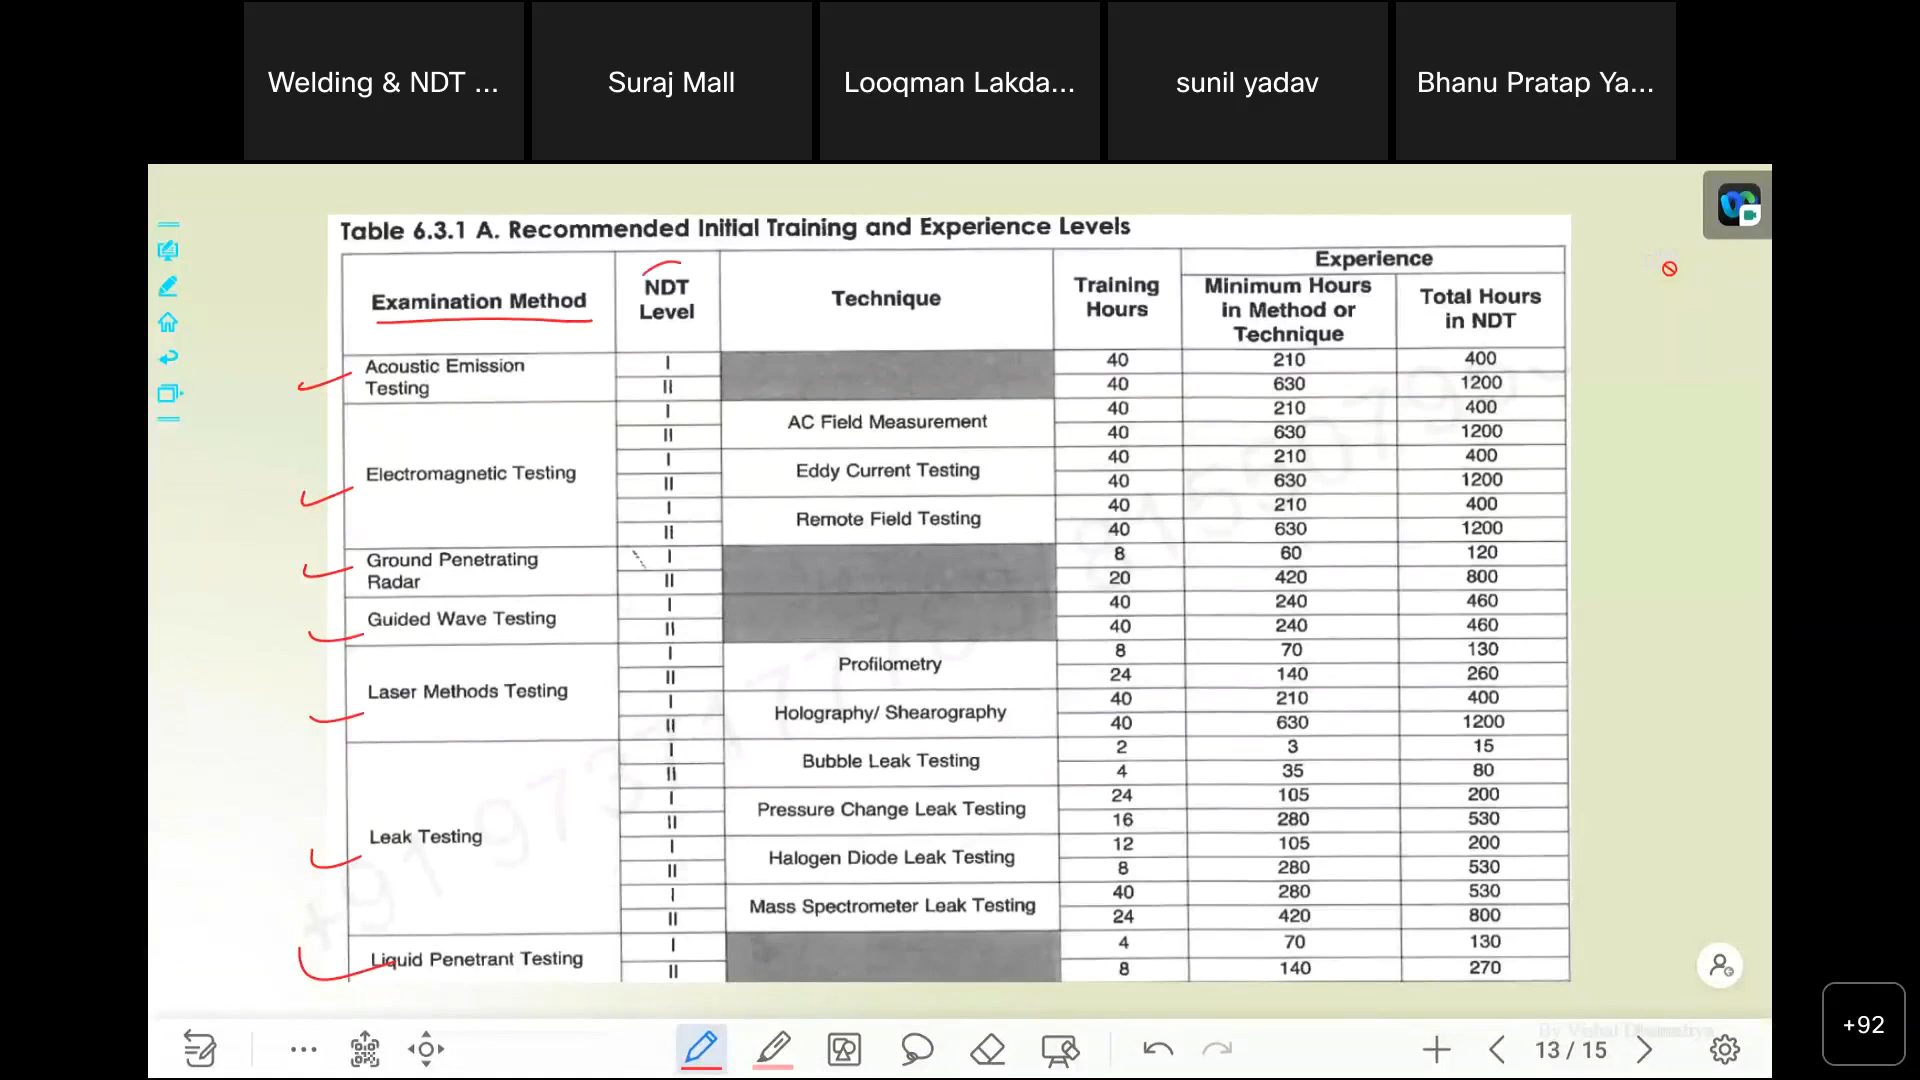 Welding & NDT ...
Suraj Mall
Looqman Lakda...
sunil yadav
Bhanu Pratap Ya...
Table 6.3.1 A. Recommended Initial Training and Experience Levels
Examination Method
NDT Level
Technique
Training Hours
Experience
Minimum Hours in Method or Technique
Total Hours in NDT
Acoustic Emission Testing
I 40 210 400
II 40 630 1200
Electromagnetic Testing
AC Field Measurement
I 40 210 400
II 40 630 1200
Eddy Current Testing
I 40 210 400
II 40 630 1200
Remote Field Testing
I 40 210 400
II 40 630 1200
Ground Penetrating Radar
I 8 60 120
II 20 420 800
Guided Wave Testing
I 40 240 460
II 40 240 460
Laser Methods Testing
Profilometry
I 8 70 130
II 24 140 260
Holography/ Shearography
I 40 210 400
II 40 630 1200
Leak Testing
Bubble Leak Testing
I 2 3 15
II 4 35 80
Pressure Change Leak Testing
I 24 105 200
II 16 280 530
Halogen Diode Leak Testing
I 12 105 200
II 8 280 530
Mass Spectrometer Leak Testing
I 40 280 530
II 24 420 800
Liquid Penetrant Testing
I 4 70 130
II 8 140 270
13 / 15
+92